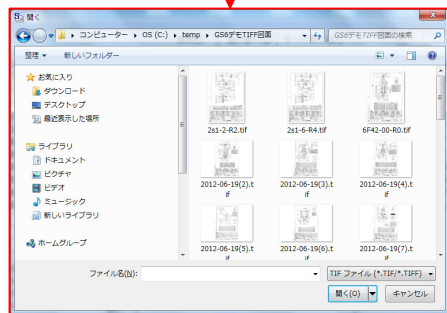 開く
コンピューター ▸ OS (C:) ▸ temp ▸ GS6デモTIFF図面
GS6デモTIFF図面の検索
整理 新しいフォルダー
お気に入り
ダウンロード
デスクトップ
最近表示した場所
ライブラリ
ドキュメント
ピクチャ
ビデオ
ミュージック
新しいライブラリ
ホームグループ
2s1-2-R2.tif
2s1-6-R4.tif
6F42-00-R0.tif
2012-06-19(2).t
if
2012-06-19(3).t
if
2012-06-19(4).t
if
2012-06-19(5).t
if
2012-06-19(6).t
if
2012-06-19(7).t
if
ファイル名(N):
TIF ファイル (*.TIF/*.TIFF)
開く(O)
キャンセル